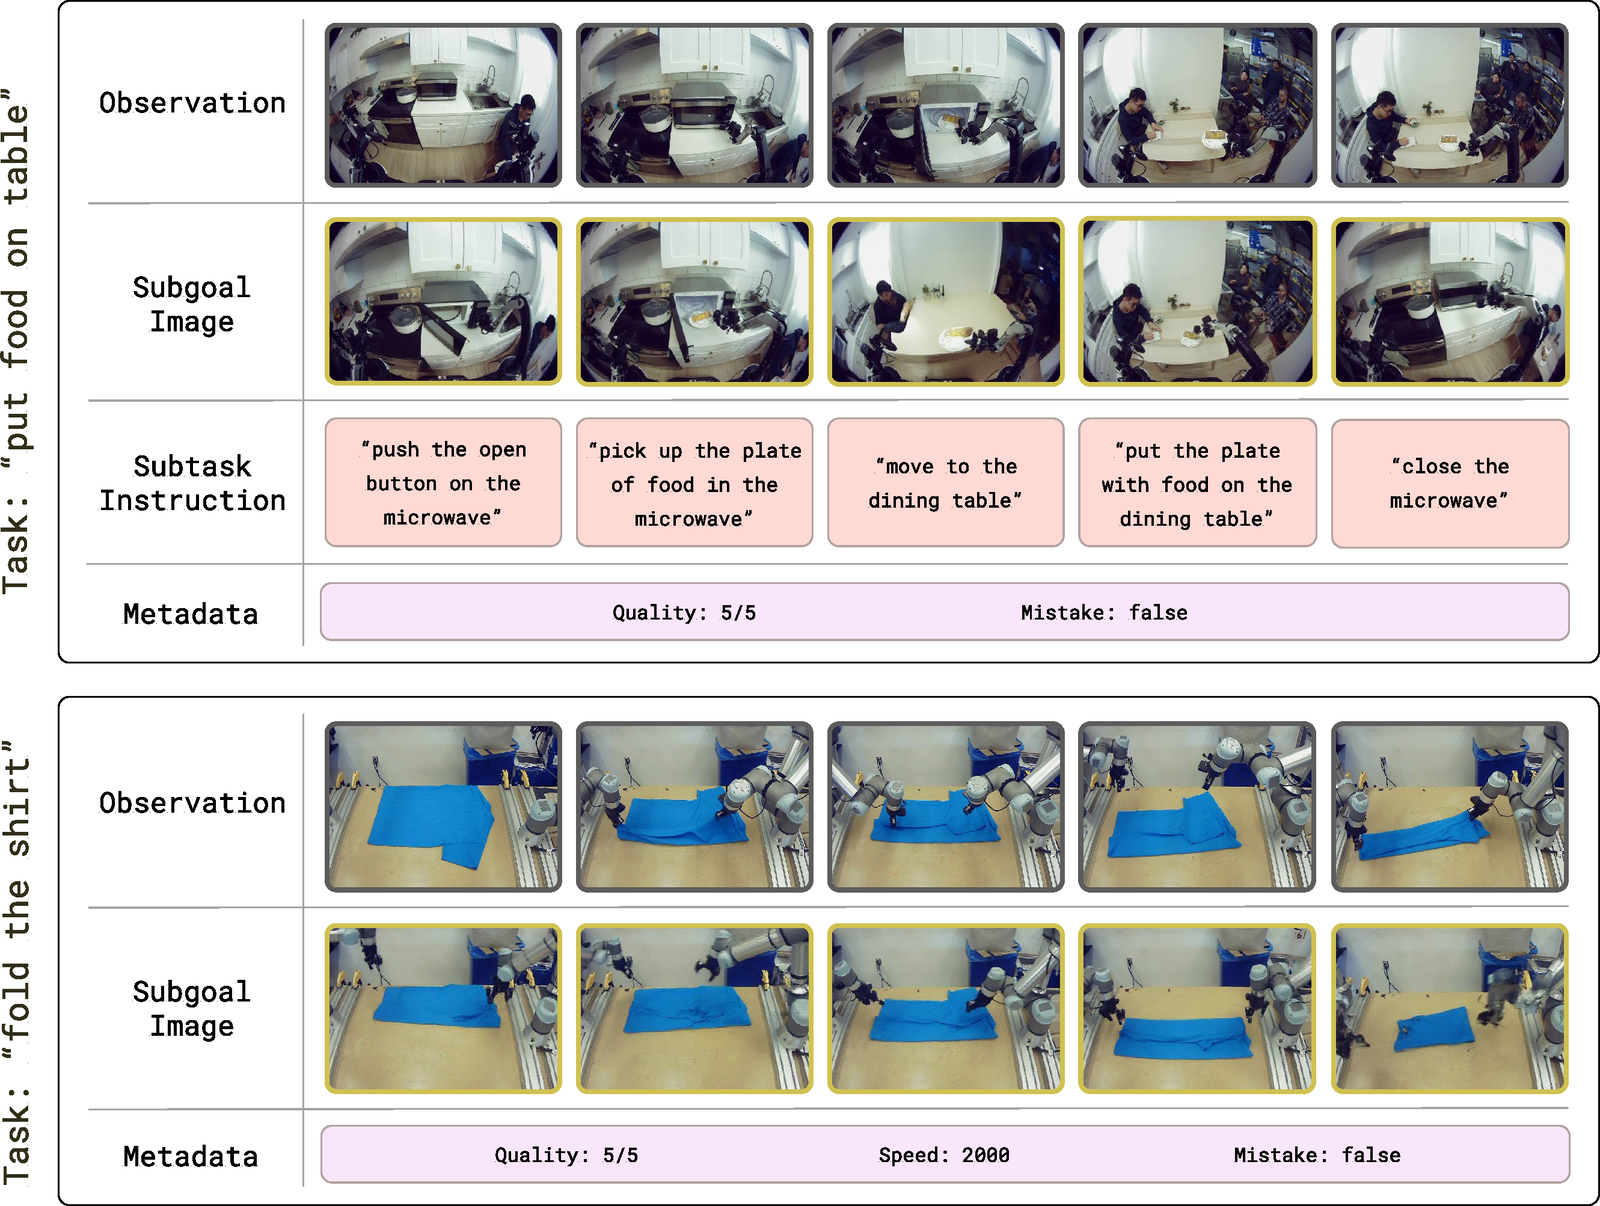 Task: “put food on table”
Observation
Subgoal
Image
Subtask
Instruction
“push the open
button on the
microwave”
“pick up the plate
of food in the
microwave”
“move to the
dining table”
“put the plate
with food on the
dining table”
“close the
microwave”
Metadata
Quality: 5/5
Mistake: false
Task: “fold the shirt”
Observation
Subgoal
Image
Metadata
Quality: 5/5
Speed: 2000
Mistake: false